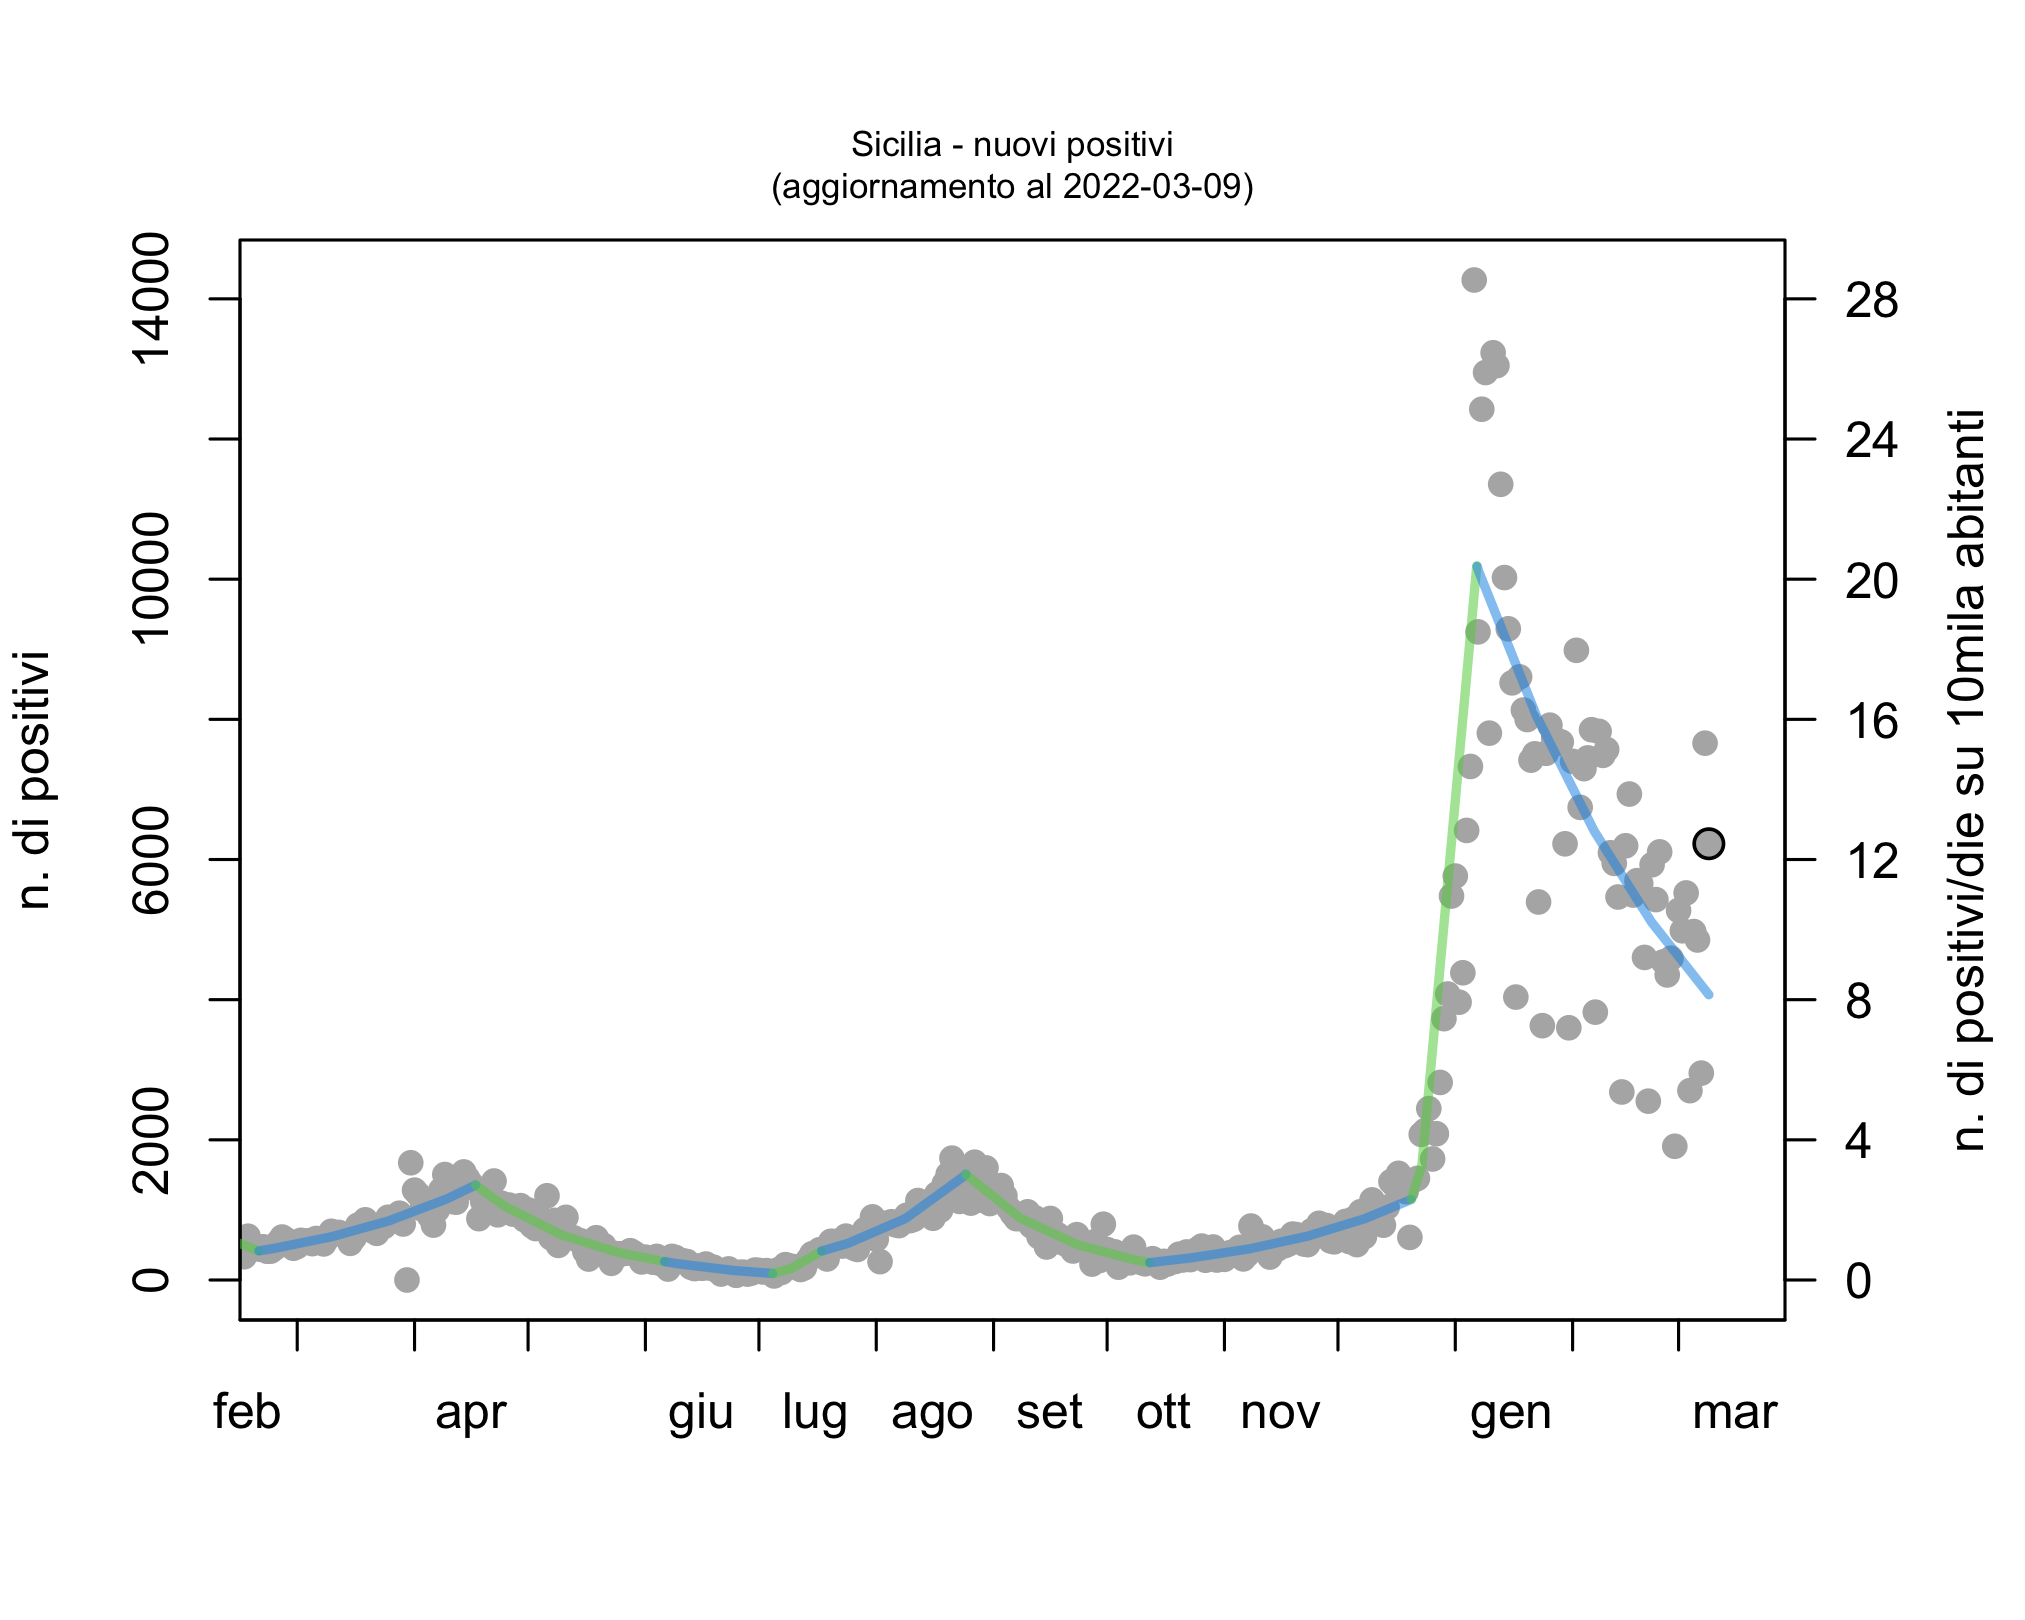 Sicilia - nuovi positivi
(aggiornamento al 2022-03-09)
n. di positivi
14000
10000
6000
2000
0
28
24
20
16
12
8
4
0
n. di positivi/die su 10mila abitanti
feb apr giu lug ago set ott nov gen mar